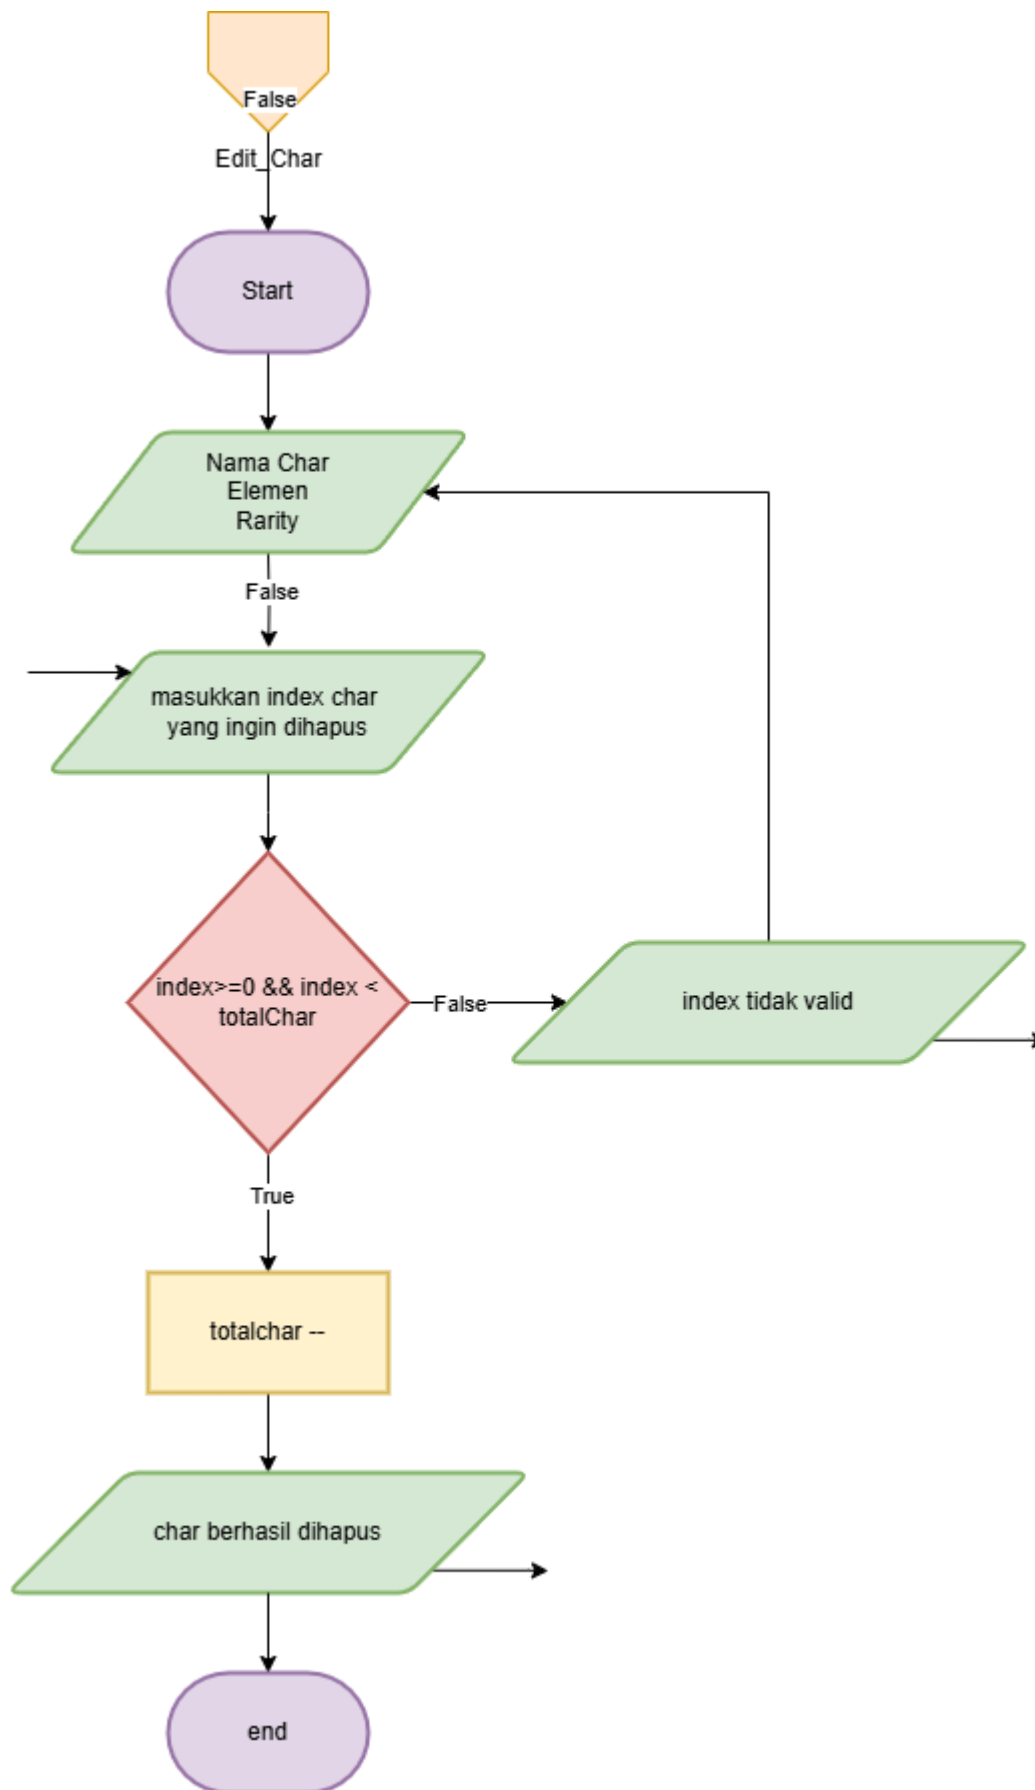 False
Edit_Char
Start
Nama Char
Elemen
Rarity
False
masukkan index char
yang ingin dihapus
index>=0 && index <
totalChar
False
index tidak valid
True
totalchar --
char berhasil dihapus
end